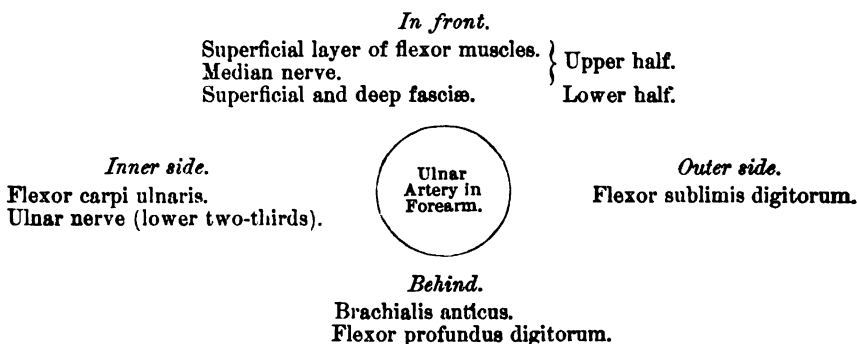 In front.
Superficial layer of flexor muscles. } Upper half.
Median nerve.
Superficial and deep fasciæ. Lower half.
Inner side.
Flexor carpi ulnaris.
Ulnar nerve (lower two-thirds).
Ulnar
Artery in
Forearm.
Outer side.
Flexor sublimis digitorum.
Behind.
Brachialis anticus.
Flexor profundus digitorum.